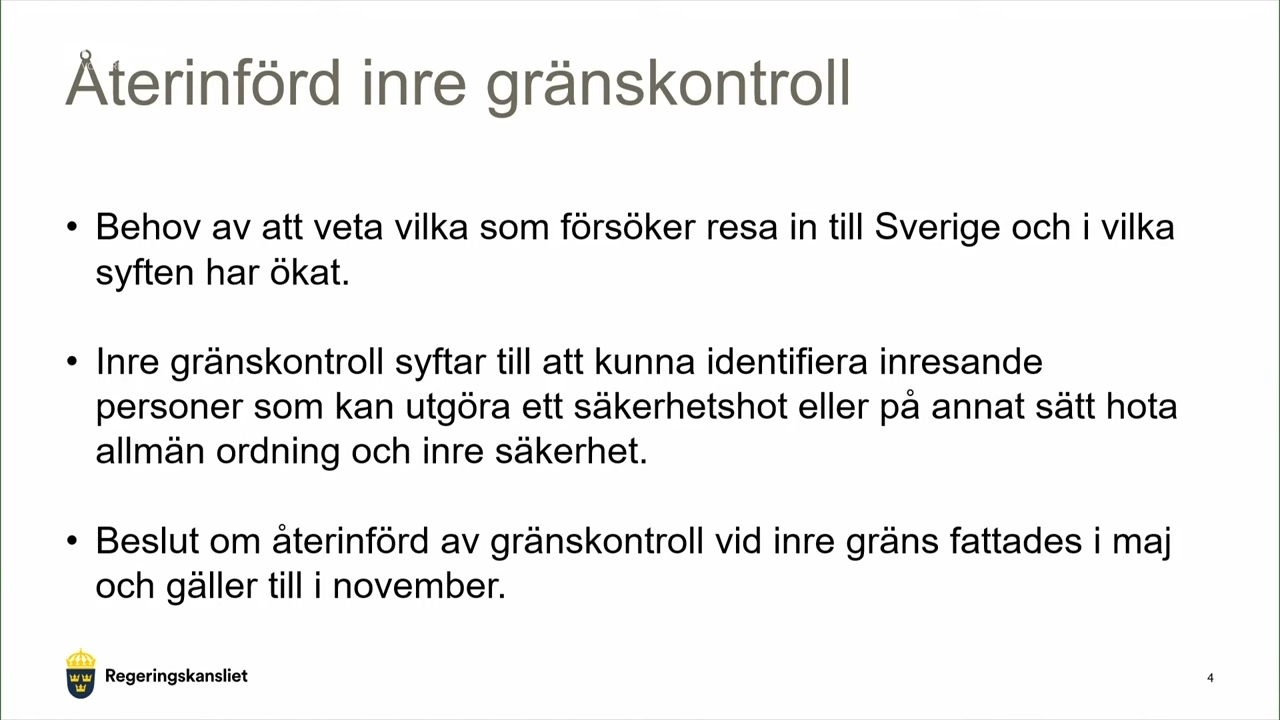 Återinförd inre gränskontroll
• Behov av att veta vilka som försöker resa in till Sverige och i vilka
syften har ökat.
• Inre gränskontroll syftar till att kunna identifiera inresande
personer som kan utgöra ett säkerhetshot eller på annat sätt hota
allmän ordning och inre säkerhet.
• Beslut om återinförd av gränskontroll vid inre gräns fattades i maj
och gäller till i november.
Regeringskansliet
4